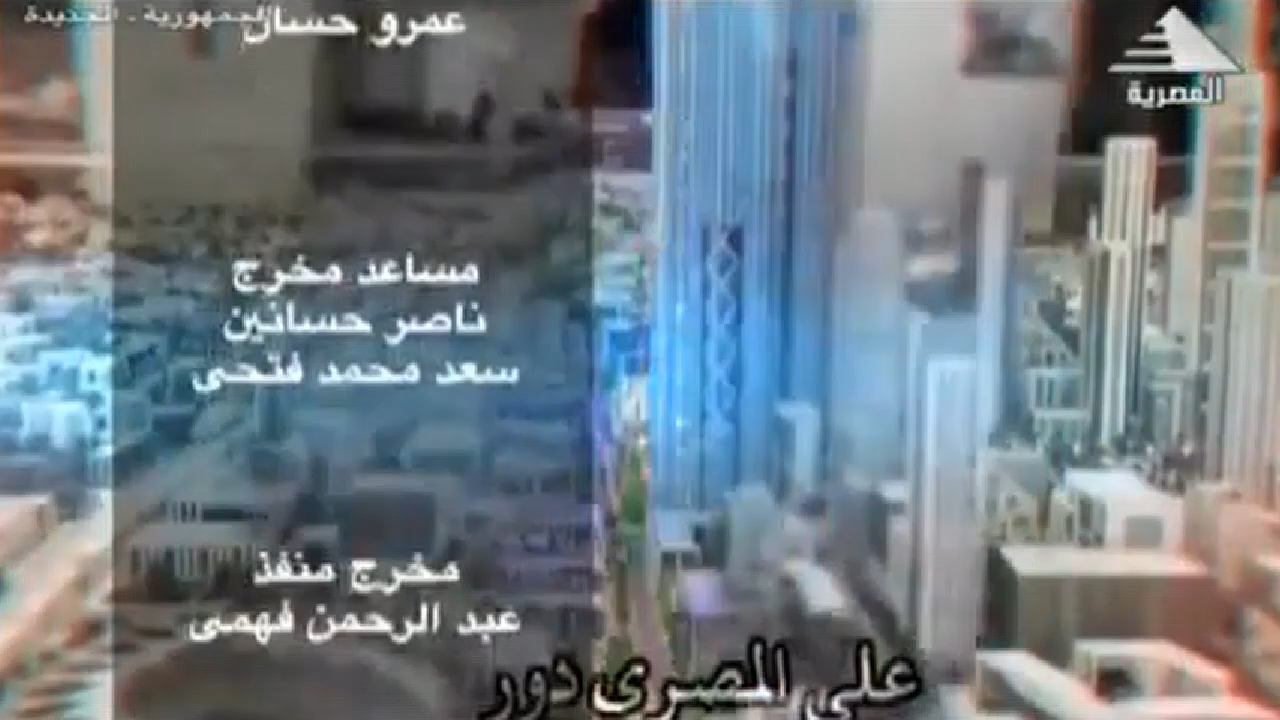 الجمهورية - الجديدة
عمرو حسان
المصرية
مساعد مخرج
ناصر حسانين
سعد محمد فتحى
مخرج منفذ
عبد الرحمن فهمى
على المصرى دور